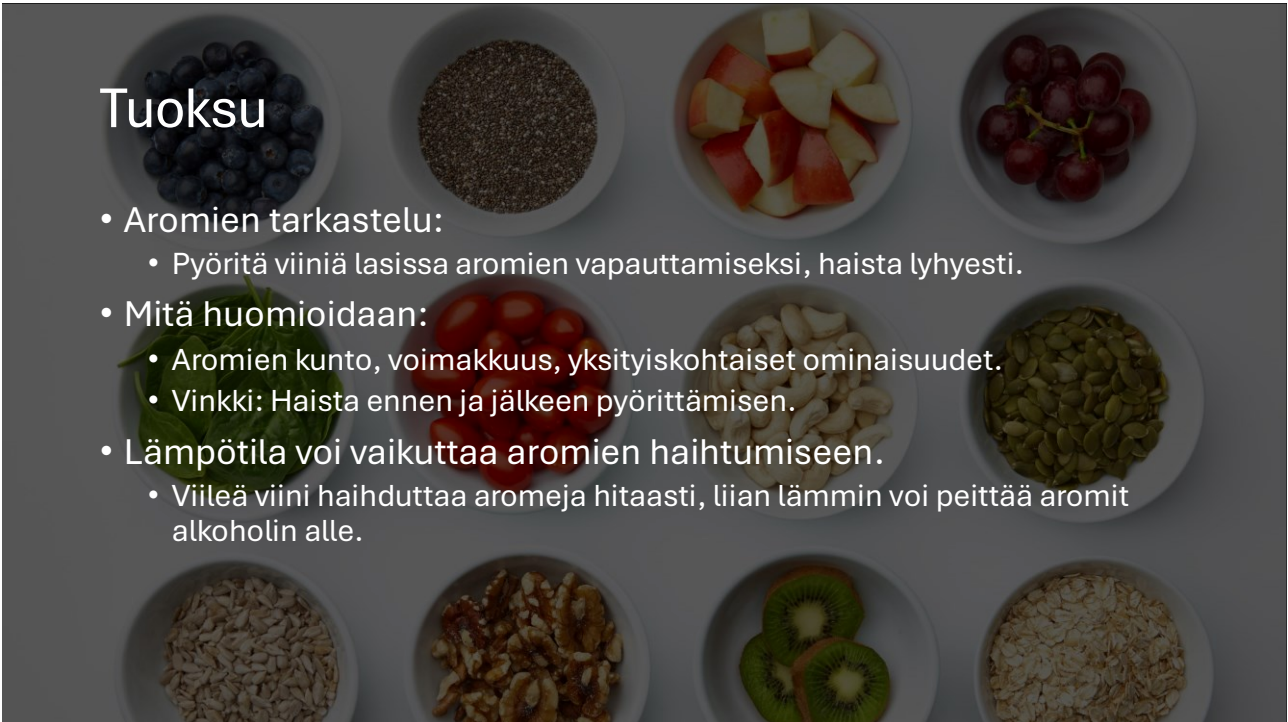 Tuoksu
• Aromien tarkastelu:
• Pyöritä viiniä lasissa aromien vapauttamiseksi, haista lyhyesti.
• Mitä huomioidaan:
• Aromien kunto, voimakkuus, yksityiskohtaiset ominaisuudet.
• Vinkki: Haista ennen ja jälkeen pyörittämisen.
• Lämpötila voi vaikuttaa aromien haihtumiseen.
• Viileä viini haihduttaa aromeja hitaasti, liian lämmin voi peittää aromit
alkoholin alle.